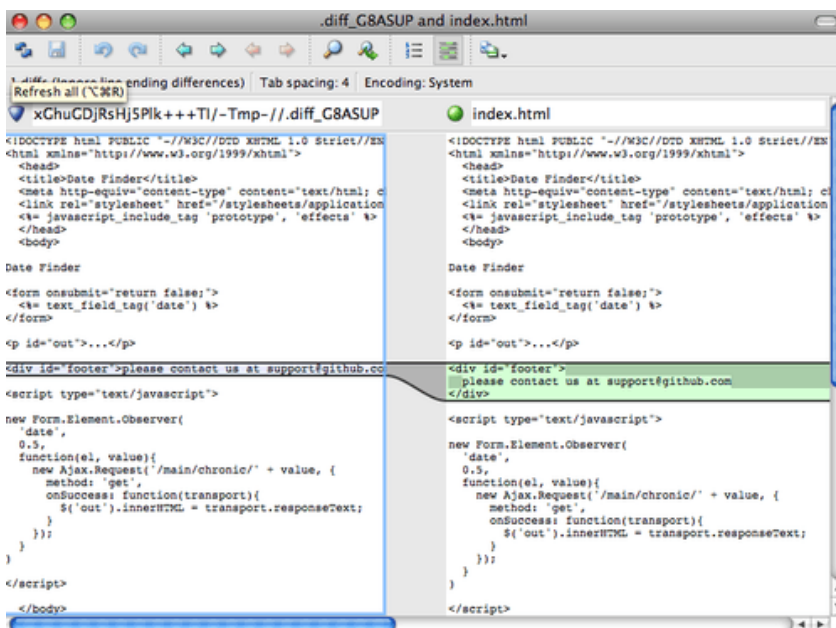 .diff_G8ASUP and index.html
1 diffs (Ignore line ending differences) Tab spacing: 4 Encoding: System
Refresh all (⌥⌘R)
xGhuGDjRsHj5Plk+++TI/-Tmp-//.diff_G8ASUP
<!DOCTYPE html PUBLIC "-//W3C//DTD XHTML 1.0 Strict//EN
<html xmlns="http://www.w3.org/1999/xhtml">
<head>
<title>Date Finder</title>
<meta http-equiv="content-type" content="text/html; c
<link rel="stylesheet" href="/stylesheets/application
<%= javascript_include_tag 'prototype', 'effects' %>
</head>
<body>
Date Finder
<form onsubmit="return false;">
<%= text_field_tag('date') %>
</form>
<p id="out">...</p>
<div id="footer">please contact us at support@github.co
<script type="text/javascript">
new Form.Element.Observer(
'date',
0.5,
function(el, value){
new Ajax.Request('/main/chronic/' + value, {
method: 'get',
onSuccess: function(transport){
$('out').innerHTML = transport.responseText;
}
});
}
)
</script>
</body>
index.html
<!DOCTYPE html PUBLIC "-//W3C//DTD XHTML 1.0 Strict//EN
<html xmlns="http://www.w3.org/1999/xhtml">
<head>
<title>Date Finder</title>
<meta http-equiv="content-type" content="text/html; c
<link rel="stylesheet" href="/stylesheets/application
<%= javascript_include_tag 'prototype', 'effects' %>
</head>
<body>
Date Finder
<form onsubmit="return false;">
<%= text_field_tag('date') %>
</form>
<p id="out">...</p>
<div id="footer">
please contact us at support@github.com
</div>
<script type="text/javascript">
new Form.Element.Observer(
'date',
0.5,
function(el, value){
new Ajax.Request('/main/chronic/' + value, {
method: 'get',
onSuccess: function(transport){
$('out').innerHTML = transport.responseText;
}
});
}
)
</script>